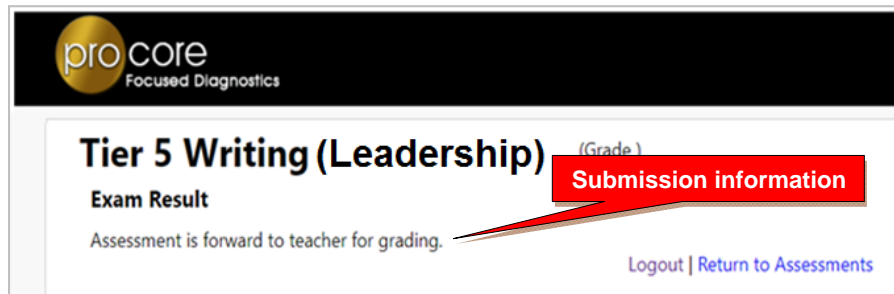 pro core
Focused Diagnostics
Tier 5 Writing (Leadership) (Grade )
Submission information
Exam Result
Assessment is forward to teacher for grading.
Logout | Return to Assessments